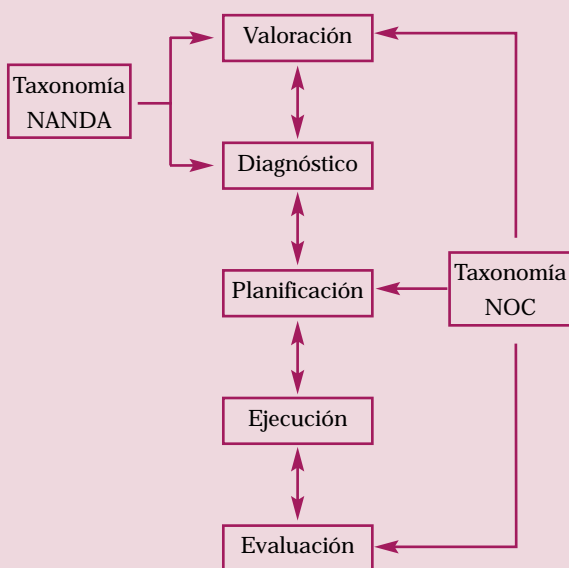 Valoración
Taxonomía
NANDA
Diagnóstico
Planificación
Taxonomía
NOC
Ejecución
Evaluación